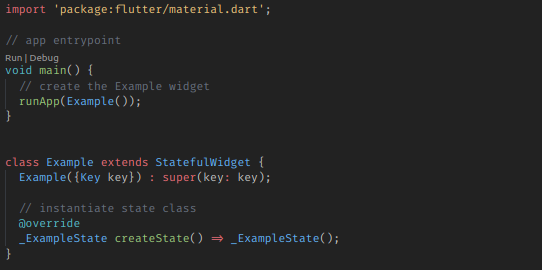 import 'package:flutter/material.dart';
// app entrypoint
Run | Debug
void main() {
// create the Example widget
runApp(Example());
}
class Example extends StatefulWidget {
Example({Key key}) : super(key: key);
// instantiate state class
@override
_ExampleState createState() => _ExampleState();
}